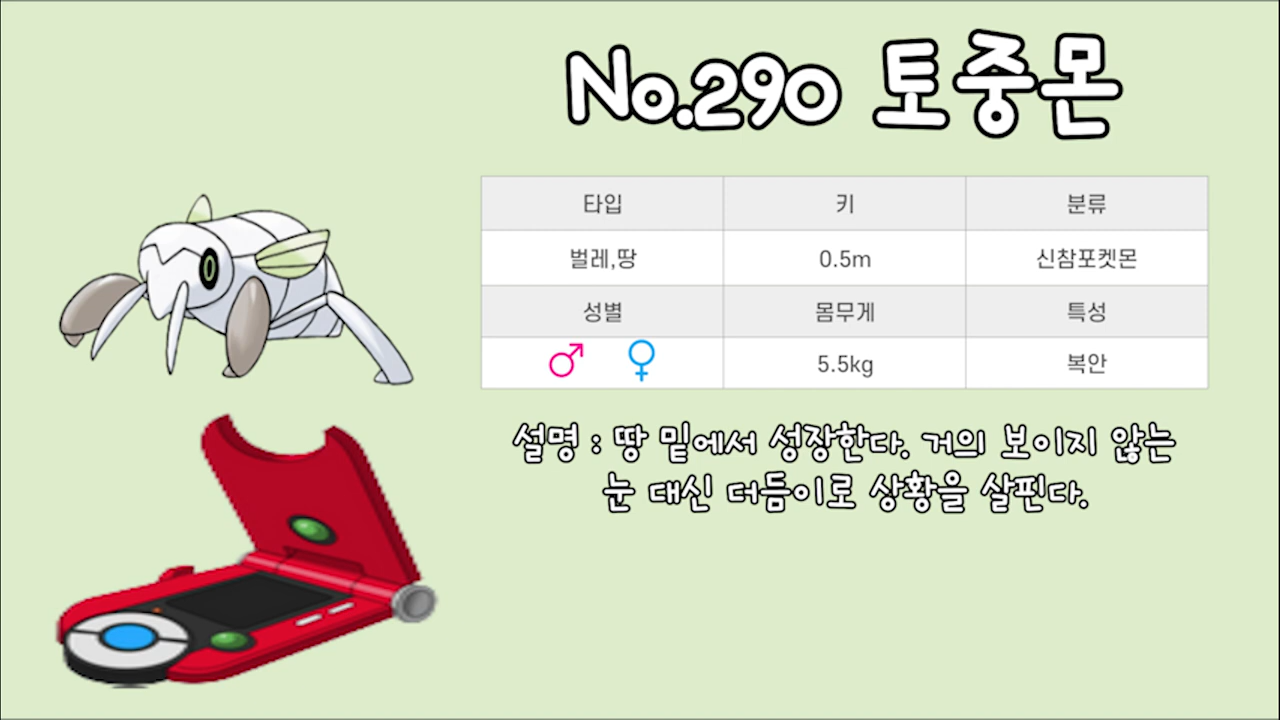 No.290 토중몬
타입 키 분류
벌레,땅 0.5m 신참포켓몬
성별 몸무게 특성
♂ ♀ 5.5kg 복안
설명 : 땅 밑에서 성장한다. 거의 보이지 않는
눈 대신 더듬이로 상황을 살핀다.